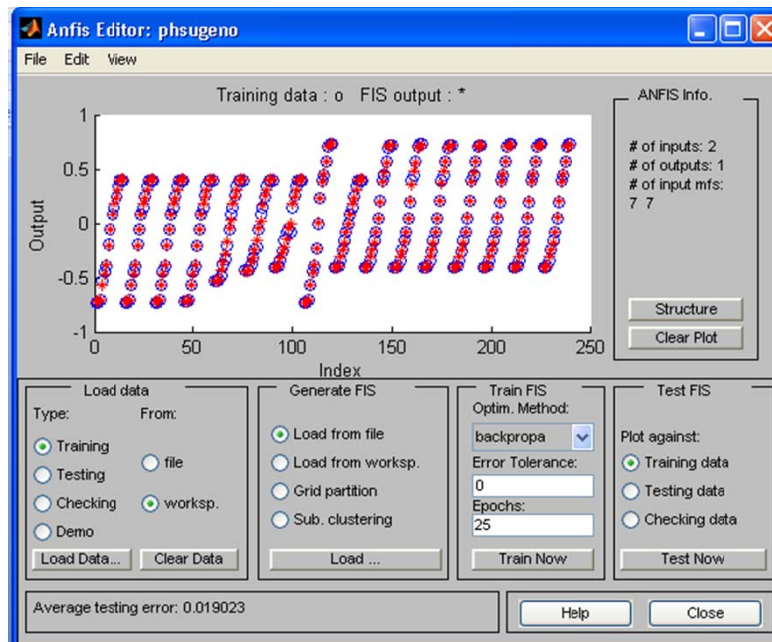 Anfis Editor: phsugeno
File Edit View
Training data : o FIS output : *
1
0.5
0
-0.5
-1
Output
0 50 100 150 200 250
Index
ANFIS Info.
# of inputs: 2
# of outputs: 1
# of input mfs:
7 7
Structure
Clear Plot
Load data
Type: From:
Training
Testing
Checking
Demo
file
worksp.
Load Data... Clear Data
Generate FIS
Load from file
Load from worksp.
Grid partition
Sub. clustering
Load ...
Train FIS
Optim. Method:
backpropa
Error Tolerance:
0
Epochs:
25
Train Now
Test FIS
Plot against:
Training data
Testing data
Checking data
Test Now
Average testing error: 0.019023
Help Close